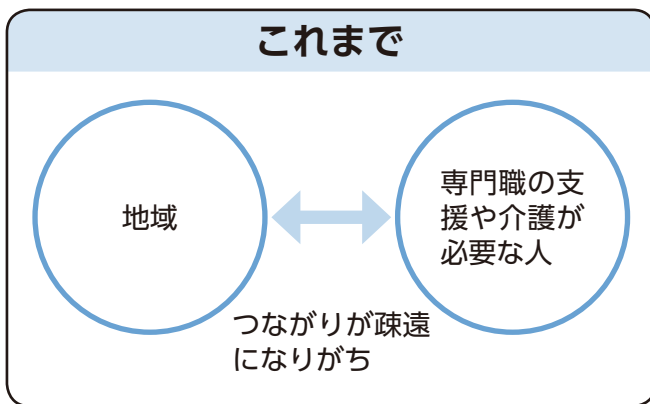 これまで
地域
専門職の支
援や介護が
必要な人
つながりが疎遠
になりがち